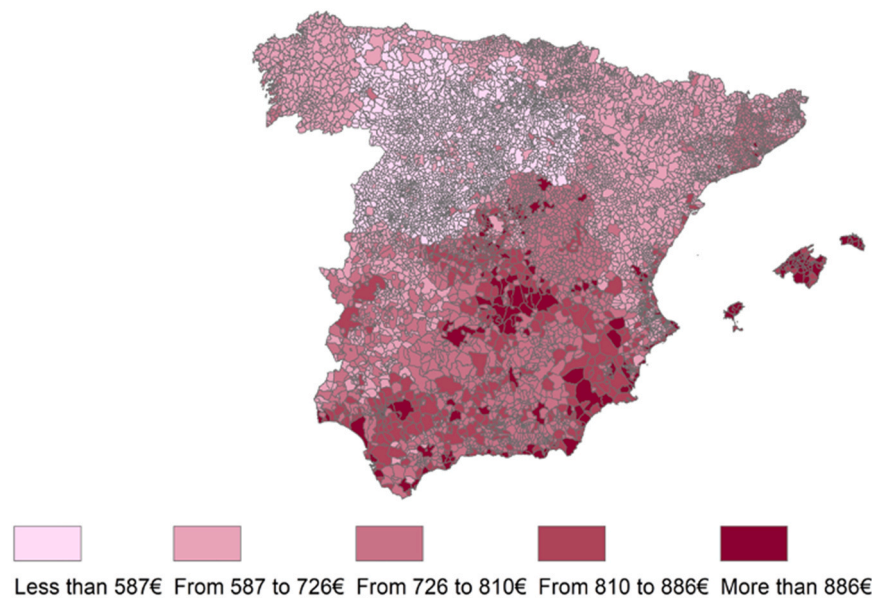 Less than 587€ From 587 to 726€ From 726 to 810€ From 810 to 886€ More than 886€